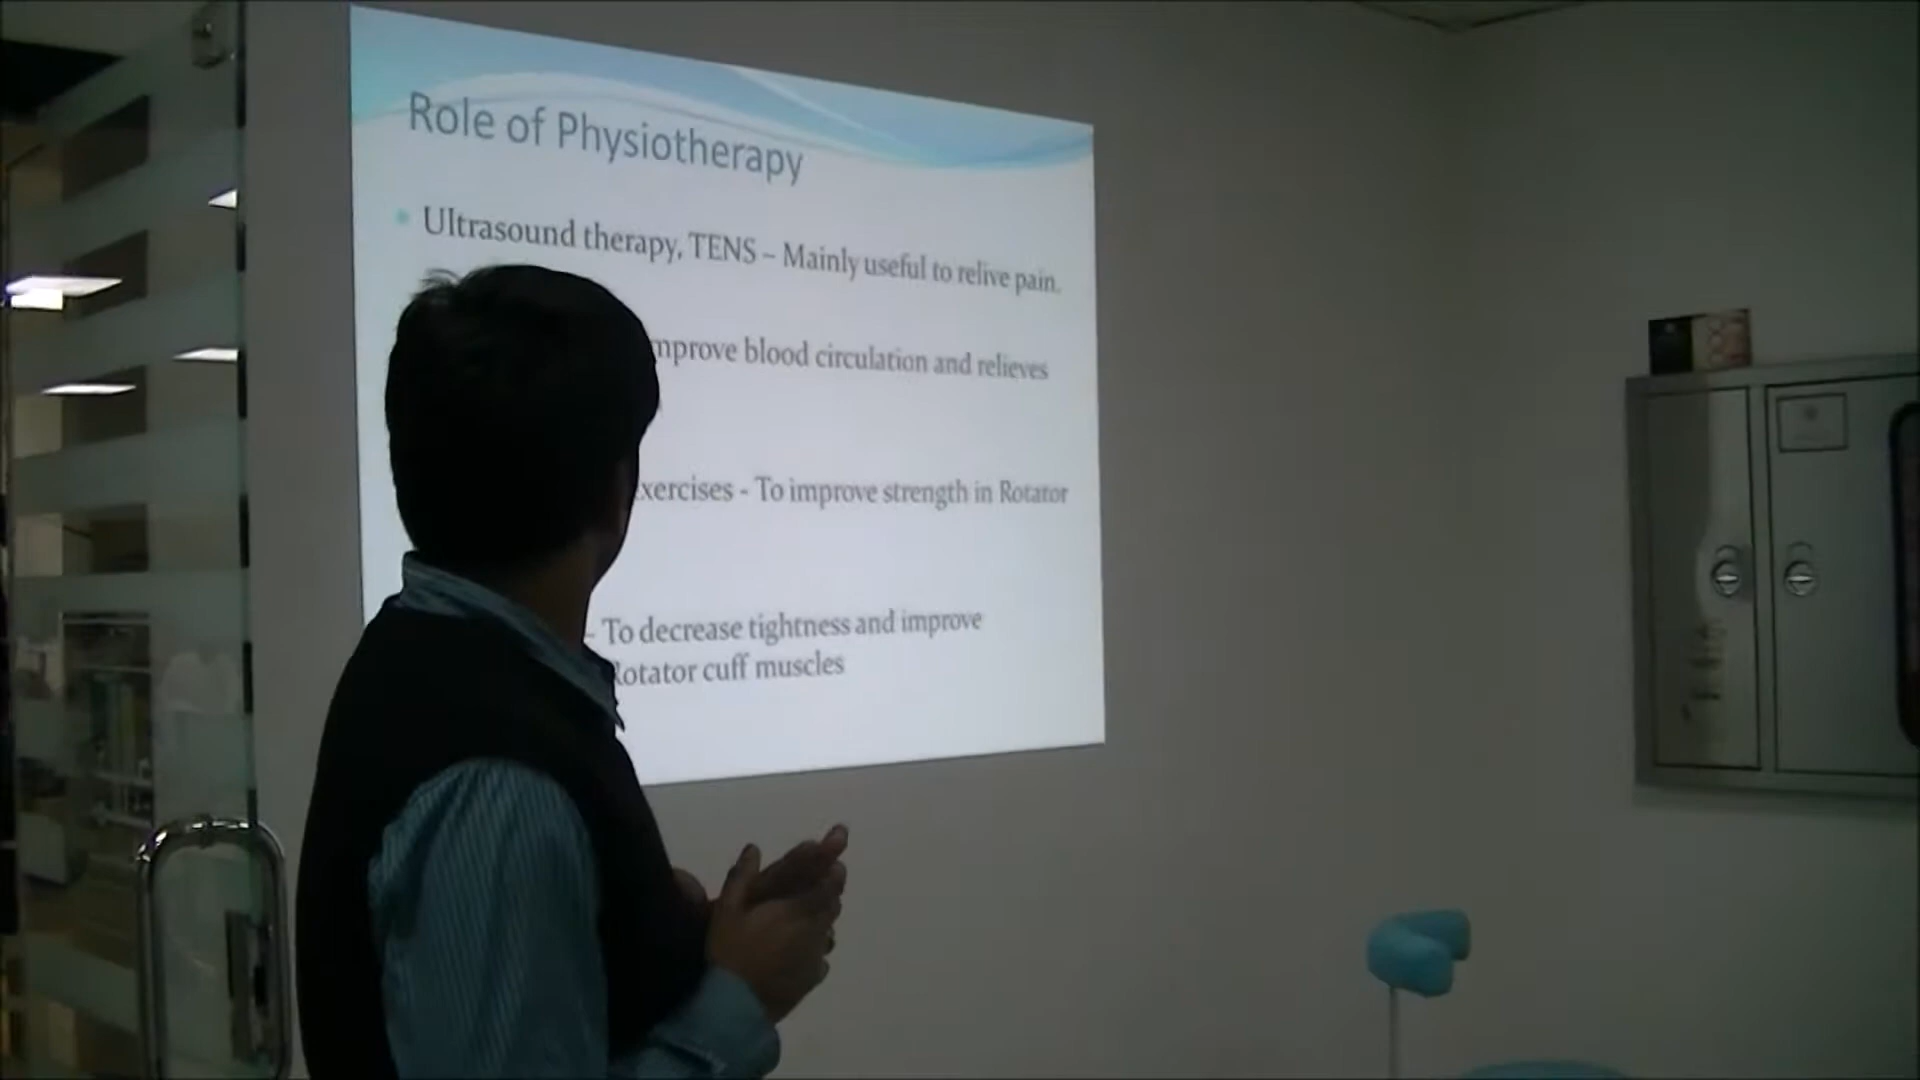 Role of Physiotherapy
Ultrasound therapy, TENS – Mainly useful to relive pain.
mprove blood circulation and relieves
xercises - To improve strength in Rotator
- To decrease tightness and improve
Rotator cuff muscles